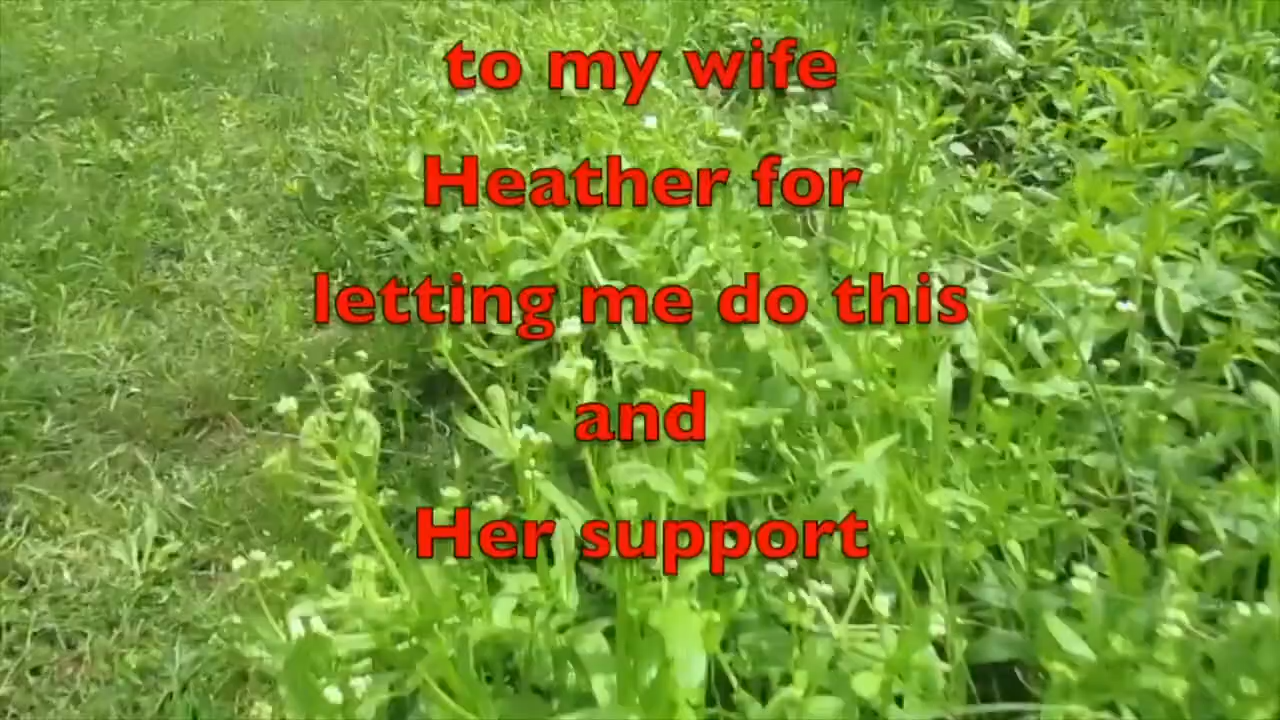 to my wife
Heather for
letting me do this
and
Her support